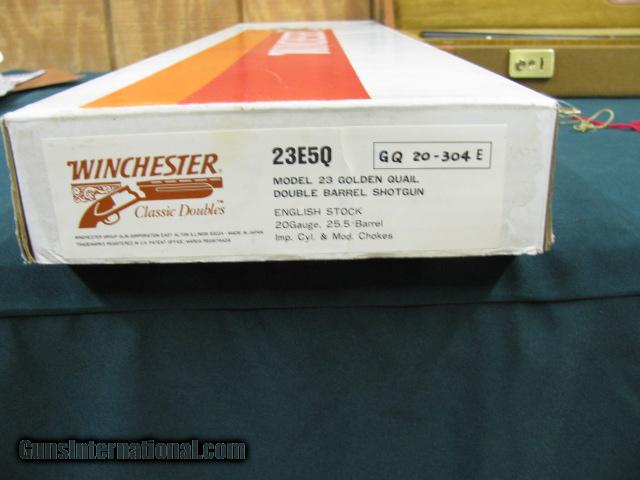 WINCHESTER
Classic Doubles™
23E5Q
GQ 20-304 E
MODEL 23 GOLDEN QUAIL
DOUBLE BARREL SHOTGUN
ENGLISH STOCK
20Gauge, 25.5" Barrel
Imp. Cyl. & Mod. Chokes
GunsInternational.com